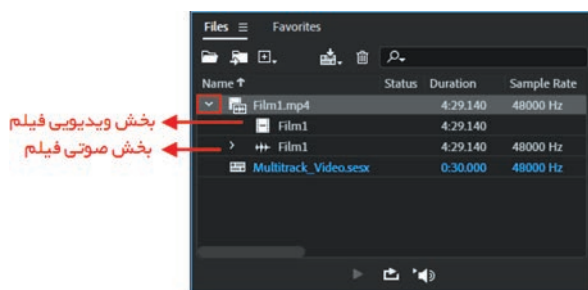 Files Favorites
Name Status Duration Sample Rate
Film1.mp4 4:29.140 48000 Hz
بخش ویدیویی فیلم
Film1 4:29.140
بخش صوتی فیلم
Film1 4:29.140 48000 Hz
Multitrack_Video.sesx 0:30.000 48000 Hz